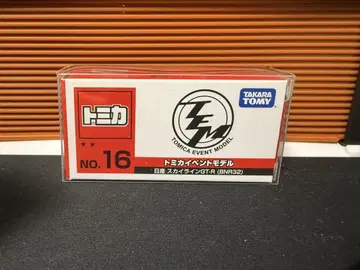 トミカ
NO. 16
TEM
TOMICA EVENT MODEL
TAKARA TOMY
トミカイベントモデル
日産 スカイラインGT-R (BNR32)